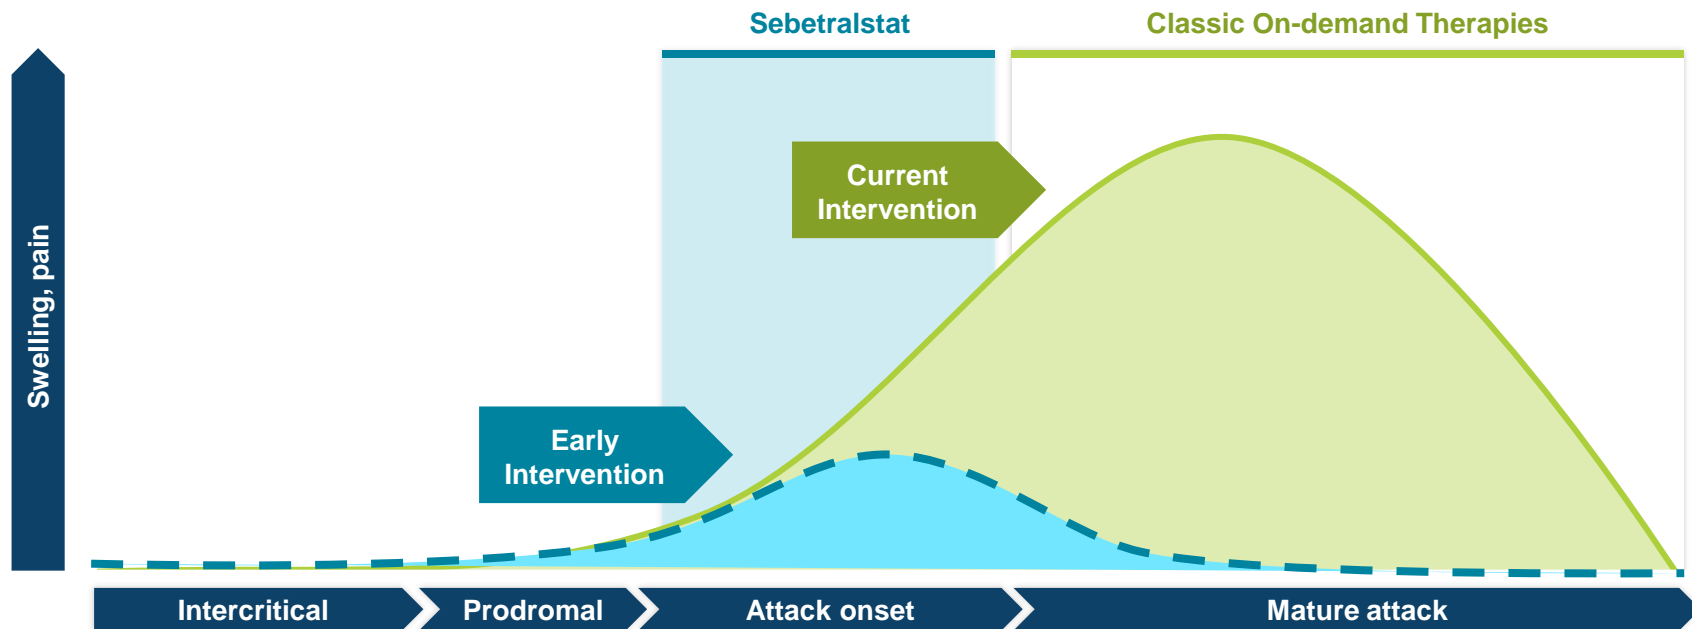 Sebetralstat
Classic On-demand Therapies
Current
Intervention
Swelling, pain
Early
Intervention
Intercritical
Prodromal
Attack onset
Mature attack